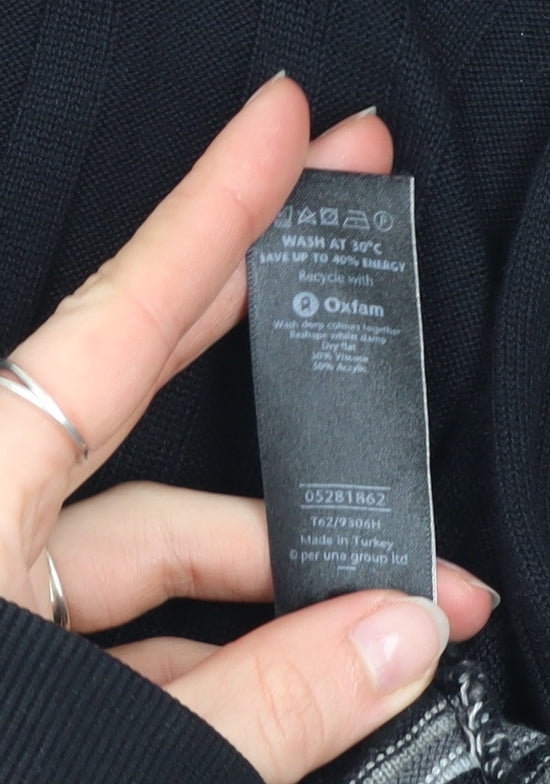 WASH AT 30°C
SAVE UP TO 40% ENERGY
Recycle with
Oxfam
Wash deep colours together
Reshape whilst damp
Dry flat
50% Viscose
50% Acrylic
05281862
T62/9306H
Made in Turkey
© per una group ltd